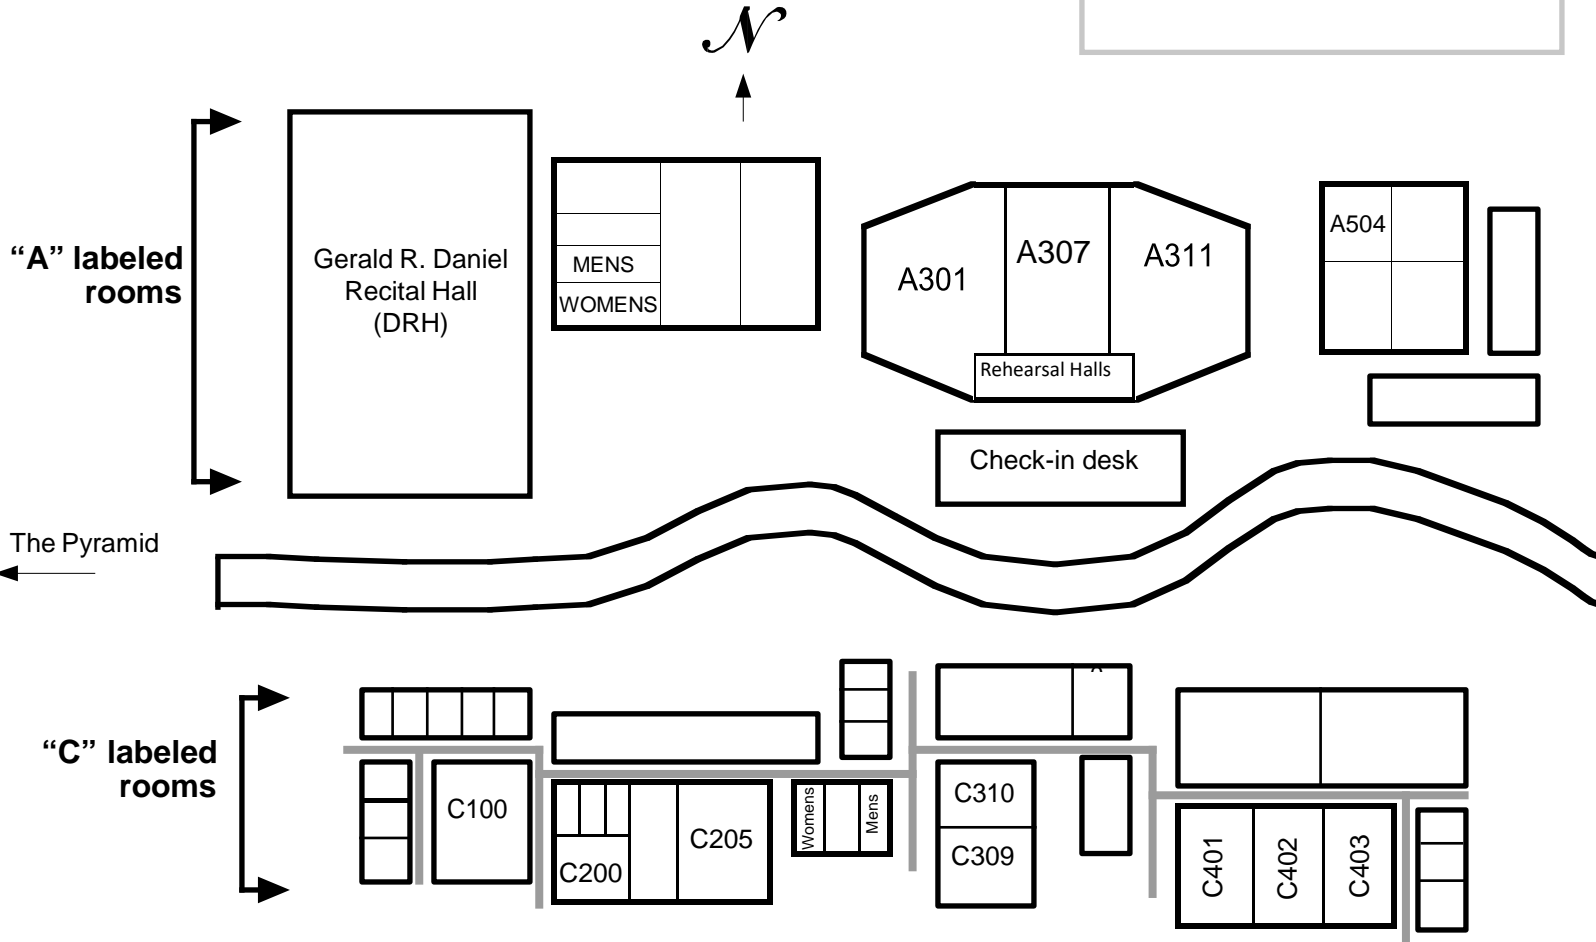 N
“A” labeled
rooms
Gerald R. Daniel
Recital Hall
(DRH)
MENS
WOMENS
A301
A307
A311
Rehearsal Halls
A504
Check-in desk
The Pyramid
“C” labeled
rooms
C100
C200
C205
Womens
Mens
C310
C309
C401
C402
C403